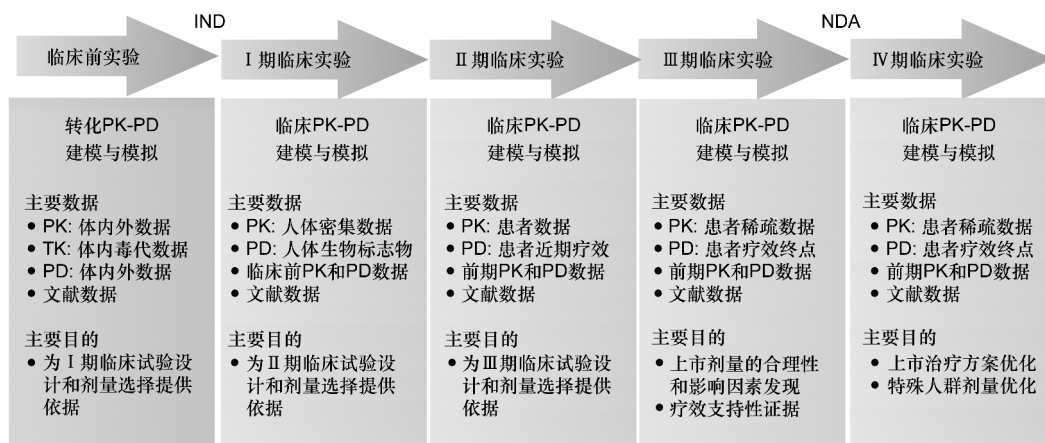 IND
NDA
临床前实验
Ⅰ期临床实验
Ⅱ期临床实验
Ⅲ期临床实验
Ⅳ期临床实验
转化PK-PD
建模与模拟
主要数据
• PK: 体内外数据
• TK: 体内毒代数据
• PD: 体内外数据
• 文献数据
主要目的
• 为Ⅰ期临床试验设
计和剂量选择提供
依据
临床PK-PD
建模与模拟
主要数据
• PK: 人体密集数据
• PD: 人体生物标志物
• 临床前PK和PD数据
• 文献数据
主要目的
• 为Ⅱ期临床试验设
计和剂量选择提供
依据
临床PK-PD
建模与模拟
主要数据
• PK: 患者数据
• PD: 患者近期疗效
• 前期PK和PD数据
• 文献数据
主要目的
• 为Ⅲ期临床试验设
计和剂量选择提供
依据
临床PK-PD
建模与模拟
主要数据
• PK: 患者稀疏数据
• PD: 患者疗效终点
• 前期PK和PD数据
• 文献数据
主要目的
• 上市剂量的合理性
和影响因素发现
• 疗效支持性证据
临床PK-PD
建模与模拟
主要数据
• PK: 患者稀疏数据
• PD: 患者疗效终点
• 前期PK和PD数据
• 文献数据
主要目的
• 上市治疗方案优化
• 特殊人群剂量优化